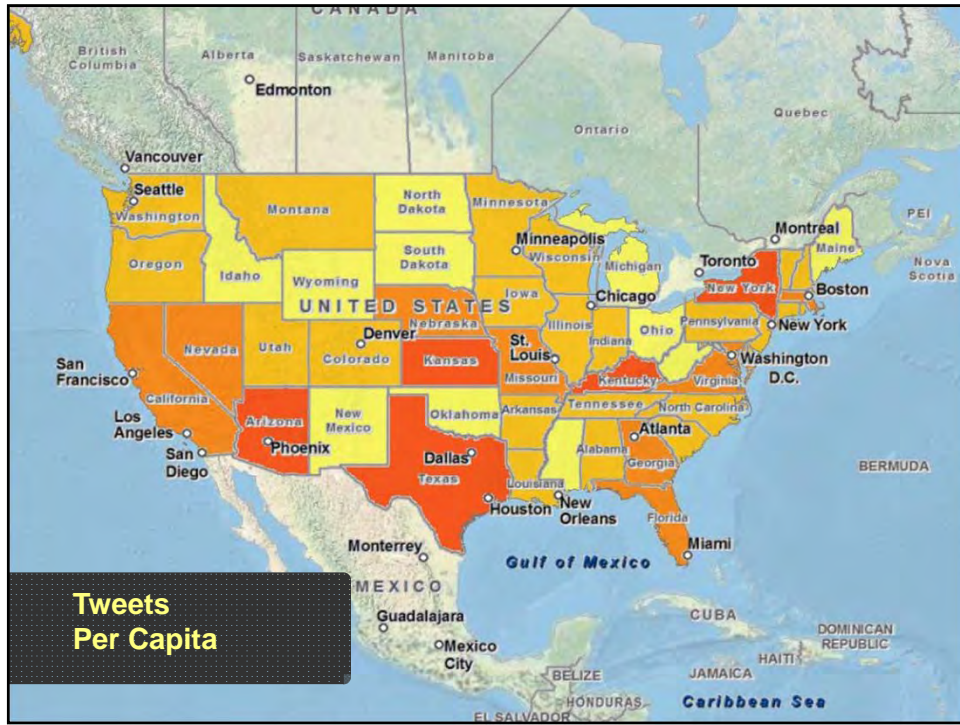 CANADA
British
Columbia
Alberta
Saskatchewan
Manitoba
Edmonton
Ontario
Quebec
Vancouver
Seattle
Washington
Montana
North
Dakota
Minnesota
Minneapolis
Wisconsin
Michigan
Montreal
Maine
PEI
Nova
Scotia
Toronto
New York
Boston
Oregon
Idaho
Wyoming
South
Dakota
UNITED STATES
Iowa
Chicago
Nebraska
Illinois
Indiana
Ohio
Pennsylvania
New York
Nevada
Utah
Denver
Colorado
Kansas
St.
Louis
Missouri
Kentucky
Virginia
Washington
D.C.
San
Francisco
California
Los
Angeles
San
Diego
Arizona
Phoenix
New
Mexico
Oklahoma
Arkansas
Tennessee
North Carolina
Atlanta
Georgia
Alabama
Dallas
Texas
Louisiana
Houston
New
Orleans
Florida
Miami
BERMUDA
Monterrey
Gulf of Mexico
MEXICO
Tweets
Per Capita
Guadalajara
Mexico
City
CUBA
DOMINICAN
REPUBLIC
HAITI
JAMAICA
BELIZE
HONDURAS
Caribbean Sea
EL SALVADOR